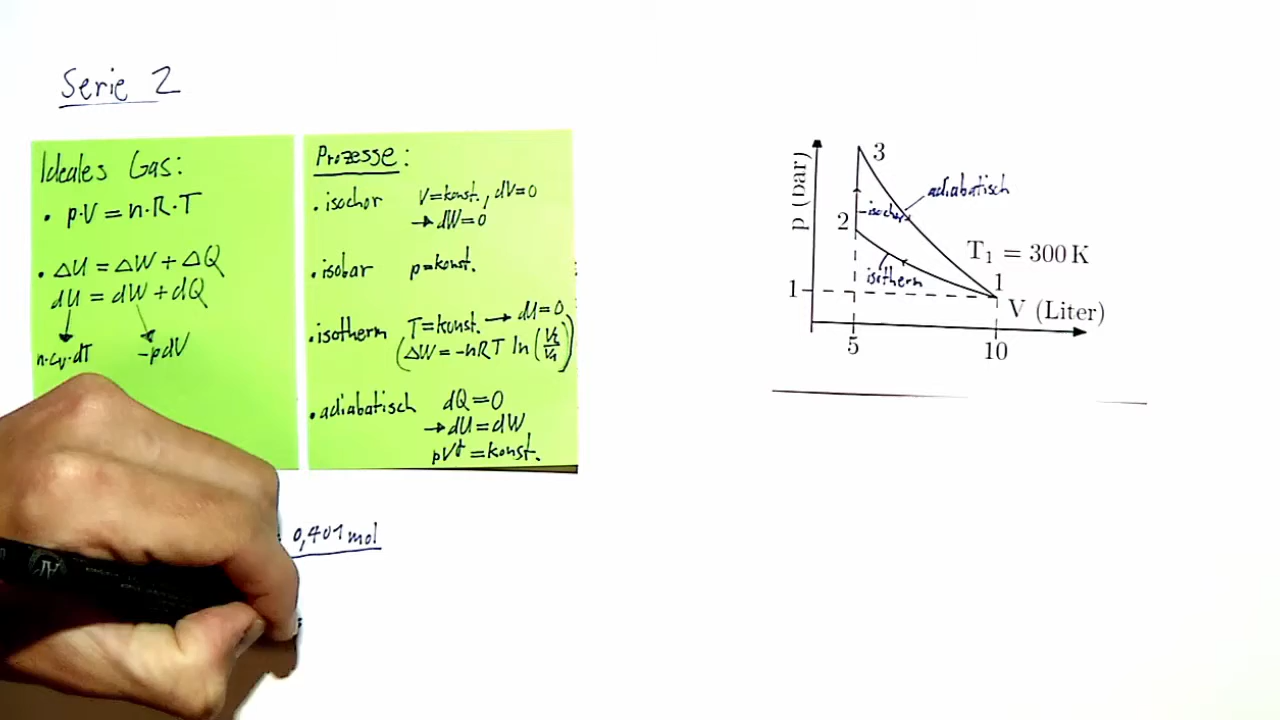 Serie 2
Ideales Gas:
• p·V = n·R·T
• ΔU = ΔW + ΔQ
dU = dW + dQ
n·cv·dT -pdV
Prozesse:
• isochor V=konst., dV=0
→ dW=0
• isobar p=konst.
• isotherm T=konst. → dU=0
(ΔW = -nRT ln(V₂/V₁))
• adiabatisch dQ=0
→ dU=dW
pV^γ = konst.
0,401 mol
p (bar)
3
adiabatisch
isochor
2
T₁ = 300 K
isotherm
1
1
V (Liter)
5
10